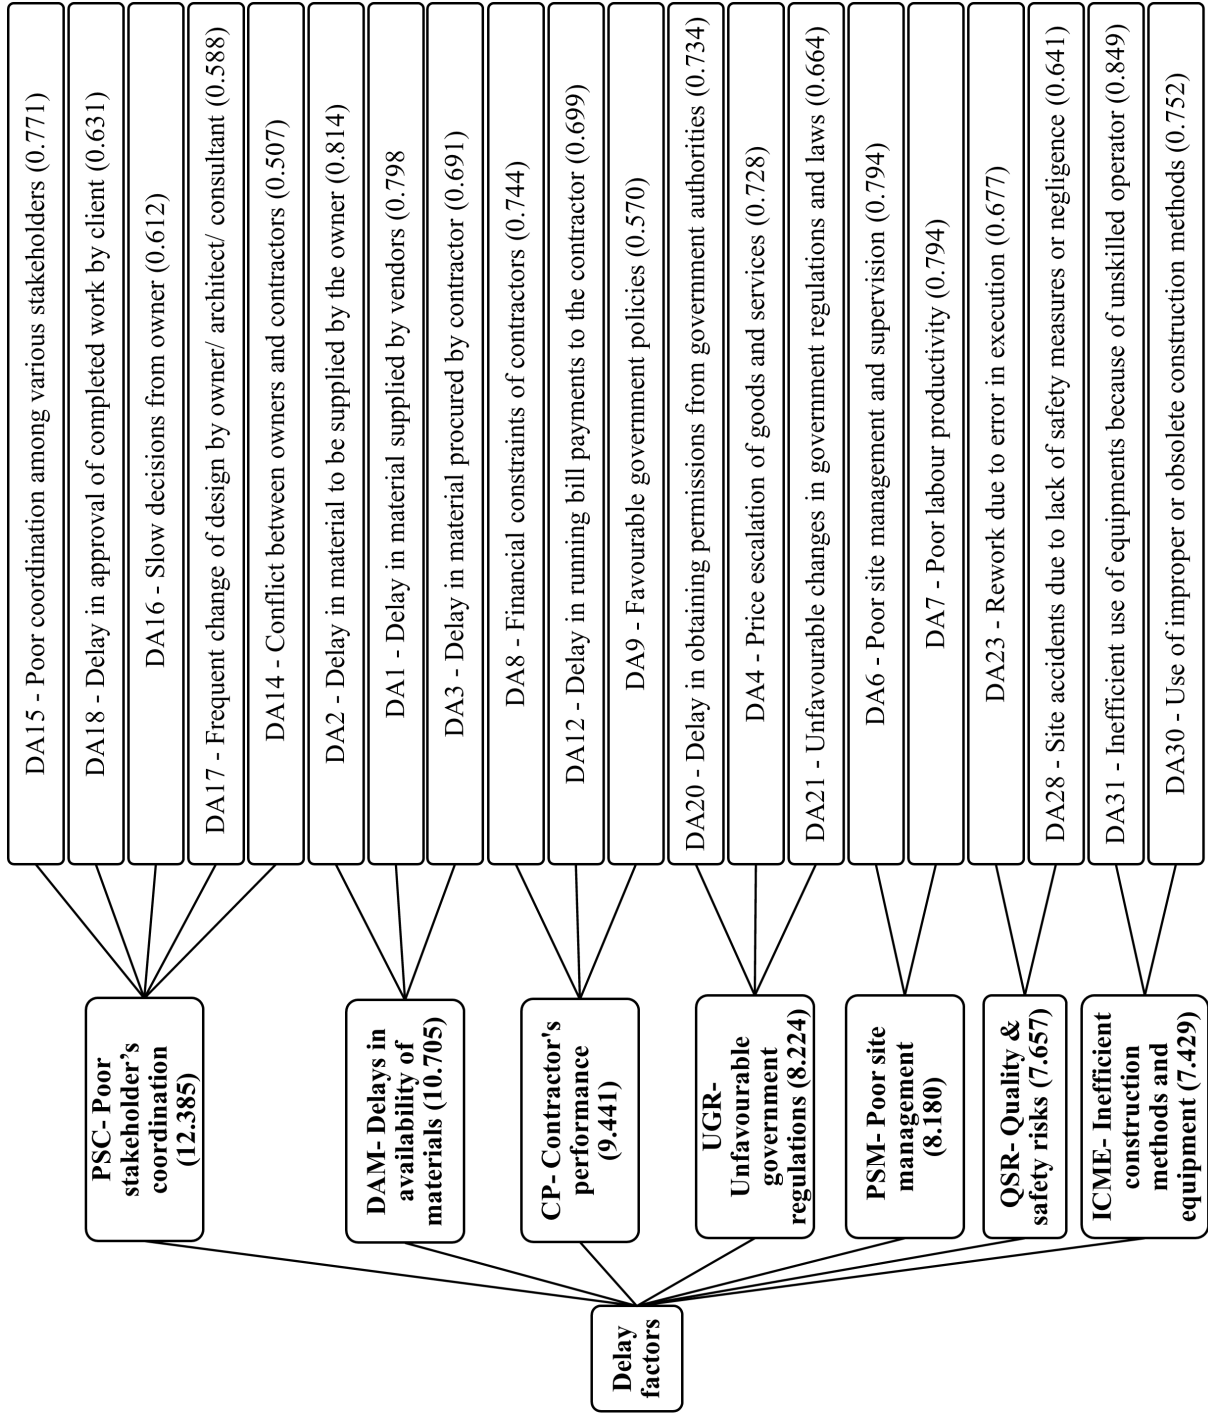 Delay
factors
PSC- Poor
stakeholder's
coordination
(12.385)
DA15 - Poor coordination among various stakeholders (0.771)
DA18 - Delay in approval of completed work by client (0.631)
DA16 - Slow decisions from owner (0.612)
DA17 - Frequent change of design by owner/ architect/ consultant (0.588)
DA14 - Conflict between owners and contractors (0.507)
DAM- Delays in
availability of
materials (10.705)
DA2 - Delay in material to be supplied by the owner (0.814)
DA1 - Delay in material supplied by vendors (0.798
DA3 - Delay in material procured by contractor (0.691)
CP- Contractor's
performance
(9.441)
DA8 - Financial constraints of contractors (0.744)
DA12 - Delay in running bill payments to the contractor (0.699)
DA9 - Favourable government policies (0.570)
UGR-
Unfavourable
government
regulations (8.224)
DA20 - Delay in obtaining permissions from government authorities (0.734)
DA4 - Price escalation of goods and services (0.728)
DA21 - Unfavourable changes in government regulations and laws (0.664)
PSM- Poor site
management
(8.180)
DA6 - Poor site management and supervision (0.794)
DA7 - Poor labour productivity (0.794)
QSR- Quality &
safety risks (7.657)
DA23 - Rework due to error in execution (0.677)
DA28 - Site accidents due to lack of safety measures or negligence (0.641)
ICME- Inefficient
construction
methods and
equipment (7.429)
DA31 - Inefficient use of equipments because of unskilled operator (0.849)
DA30 - Use of improper or obsolete construction methods (0.752)